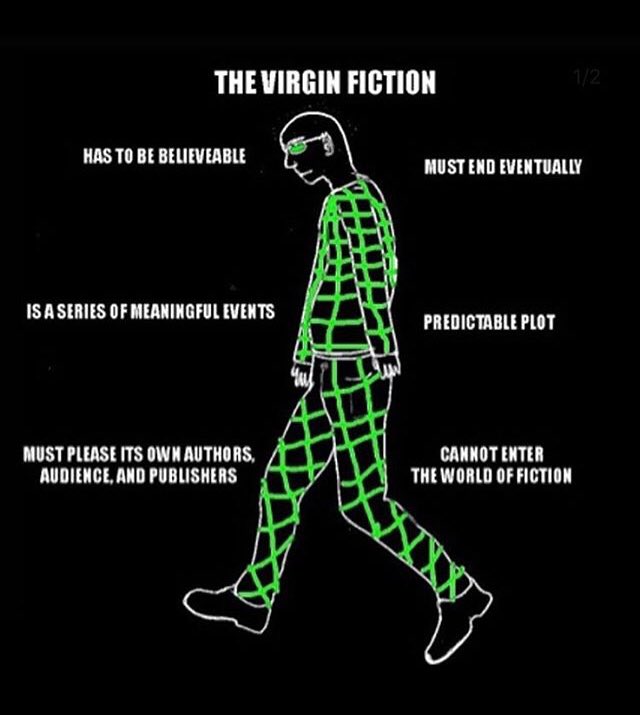 1/2
THE VIRGIN FICTION
HAS TO BE BELIEVEABLE
MUST END EVENTUALLY
IS A SERIES OF MEANINGFUL EVENTS
PREDICTABLE PLOT
MUST PLEASE ITS OWN AUTHORS,
AUDIENCE, AND PUBLISHERS
CANNOT ENTER
THE WORLD OF FICTION